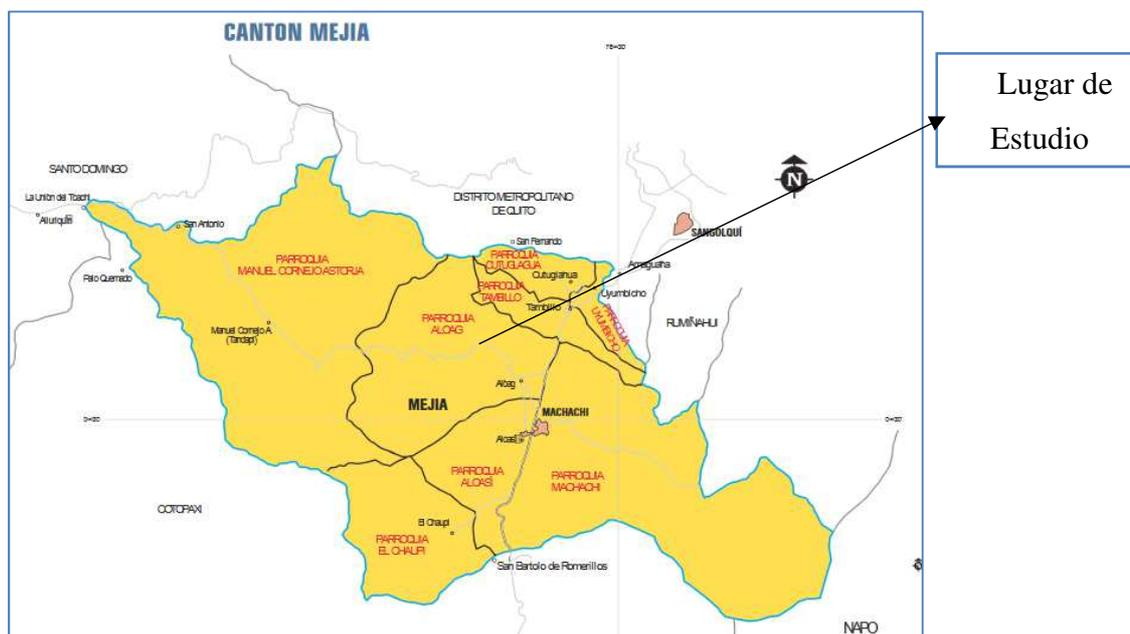 CANTON MEJIA
Lugar de
Estudio
SANTO DOMINGO
La Unión del Toachi
Alluriquin
San Antonio
DISTRITO METROPOLITANO
DE QUITO
N
SANGOLQUÍ
San Fernando
PARROQUIA
CUTUGLAGUA
PARROQUIA
MANUEL CORNEJO ASTORJA
Palo Quemado
Cutuglahua
Amaguaña
PARROQUIA
TAMBILLO
Uyumbicho
Tambillo
PARROQUIA
UYUMBICHO
RUMIÑAHUI
PARROQUIA
ALOAG
Manuel Cornejo A.
(Tandapi)
Alóag
MEJIA
MACHACHI
Aloasí
PARROQUIA
ALOASÍ
PARROQUIA
MACHACHI
COTOPAXI
El Chaupi
PARROQUIA
EL CHAUPI
San Bartolo de Romerillos
NAPO